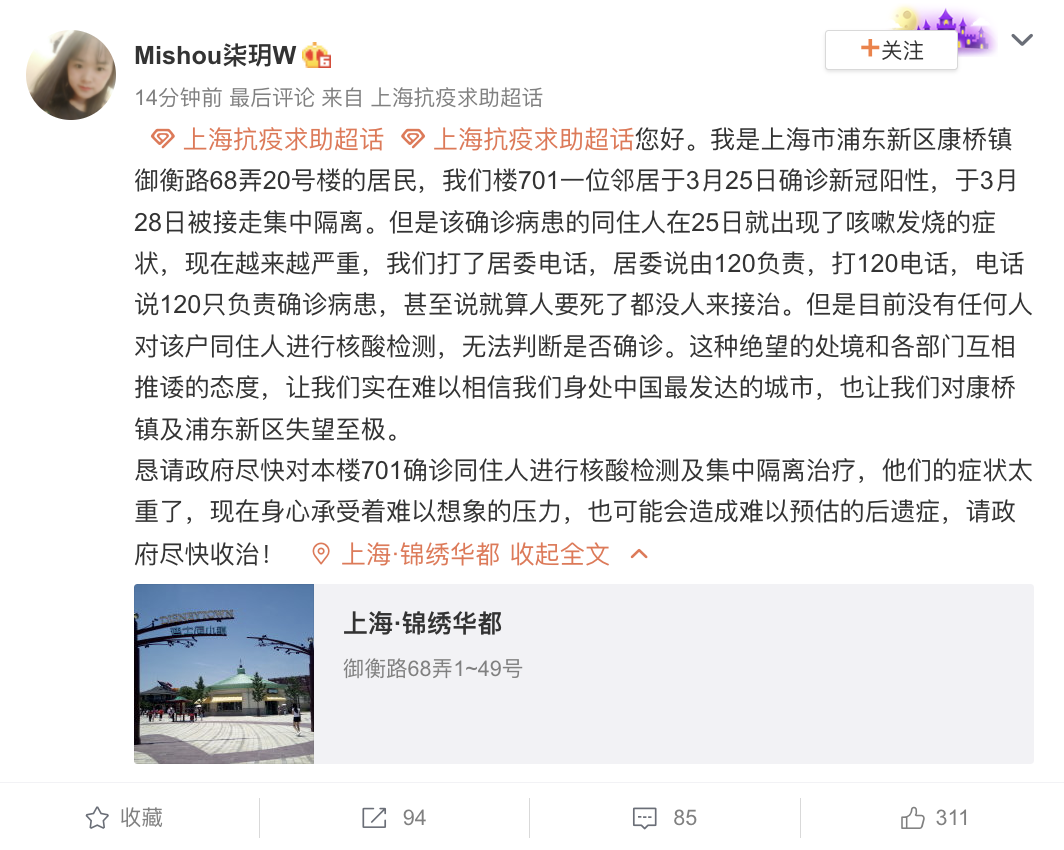 Mishou柒玥W
+关注
14分钟前 最后评论 来自 上海抗疫求助超话
上海抗疫求助超话 上海抗疫求助超话您好。我是上海市浦东新区康桥镇
御衡路68弄20号楼的居民，我们楼701一位邻居于3月25日确诊新冠阳性，于3月
28日被接走集中隔离。但是该确诊病患的同住人在25日就出现了咳嗽发烧的症
状，现在越来越严重，我们打了居委电话，居委说由120负责，打120电话，电话
说120只负责确诊病患，甚至说就算人要死了都没人来接治。但是目前没有任何人
对该户同住人进行核酸检测，无法判断是否确诊。这种绝望的处境和各部门互相
推诿的态度，让我们实在难以相信我们身处中国最发达的城市，也让我们对康桥
镇及浦东新区失望至极。
恳请政府尽快对本楼701确诊同住人进行核酸检测及集中隔离治疗，他们的症状太
重了，现在身心承受着难以想象的压力，也可能会造成难以预估的后遗症，请政
府尽快收治！ 上海·锦绣华都 收起全文
DISNEYTOWN
迪士尼小镇
上海·锦绣华都
御衡路68弄1~49号
收藏
94
85
311